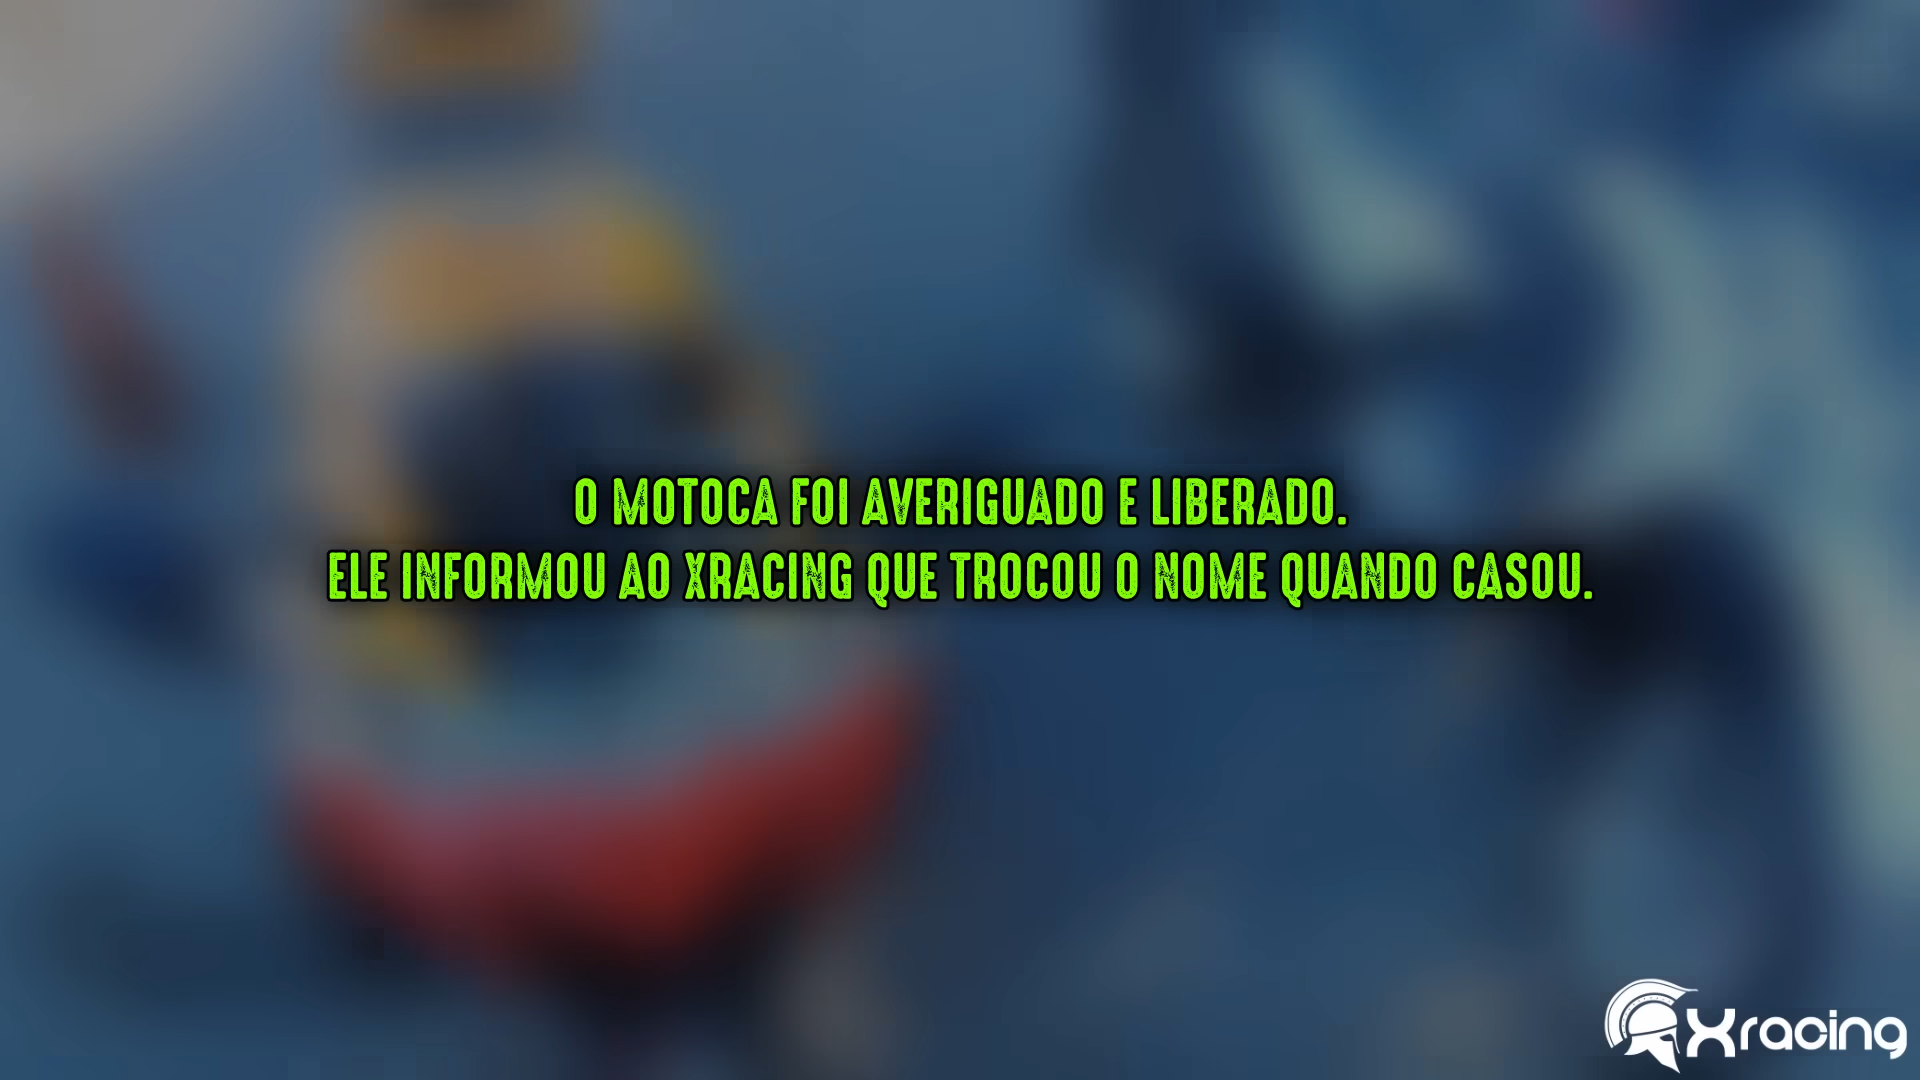 O MOTOCA FOI AVERIGUADO E LIBERADO.
ELE INFORMOU AO XRACING QUE TROCOU O NOME QUANDO CASOU.
Xracing